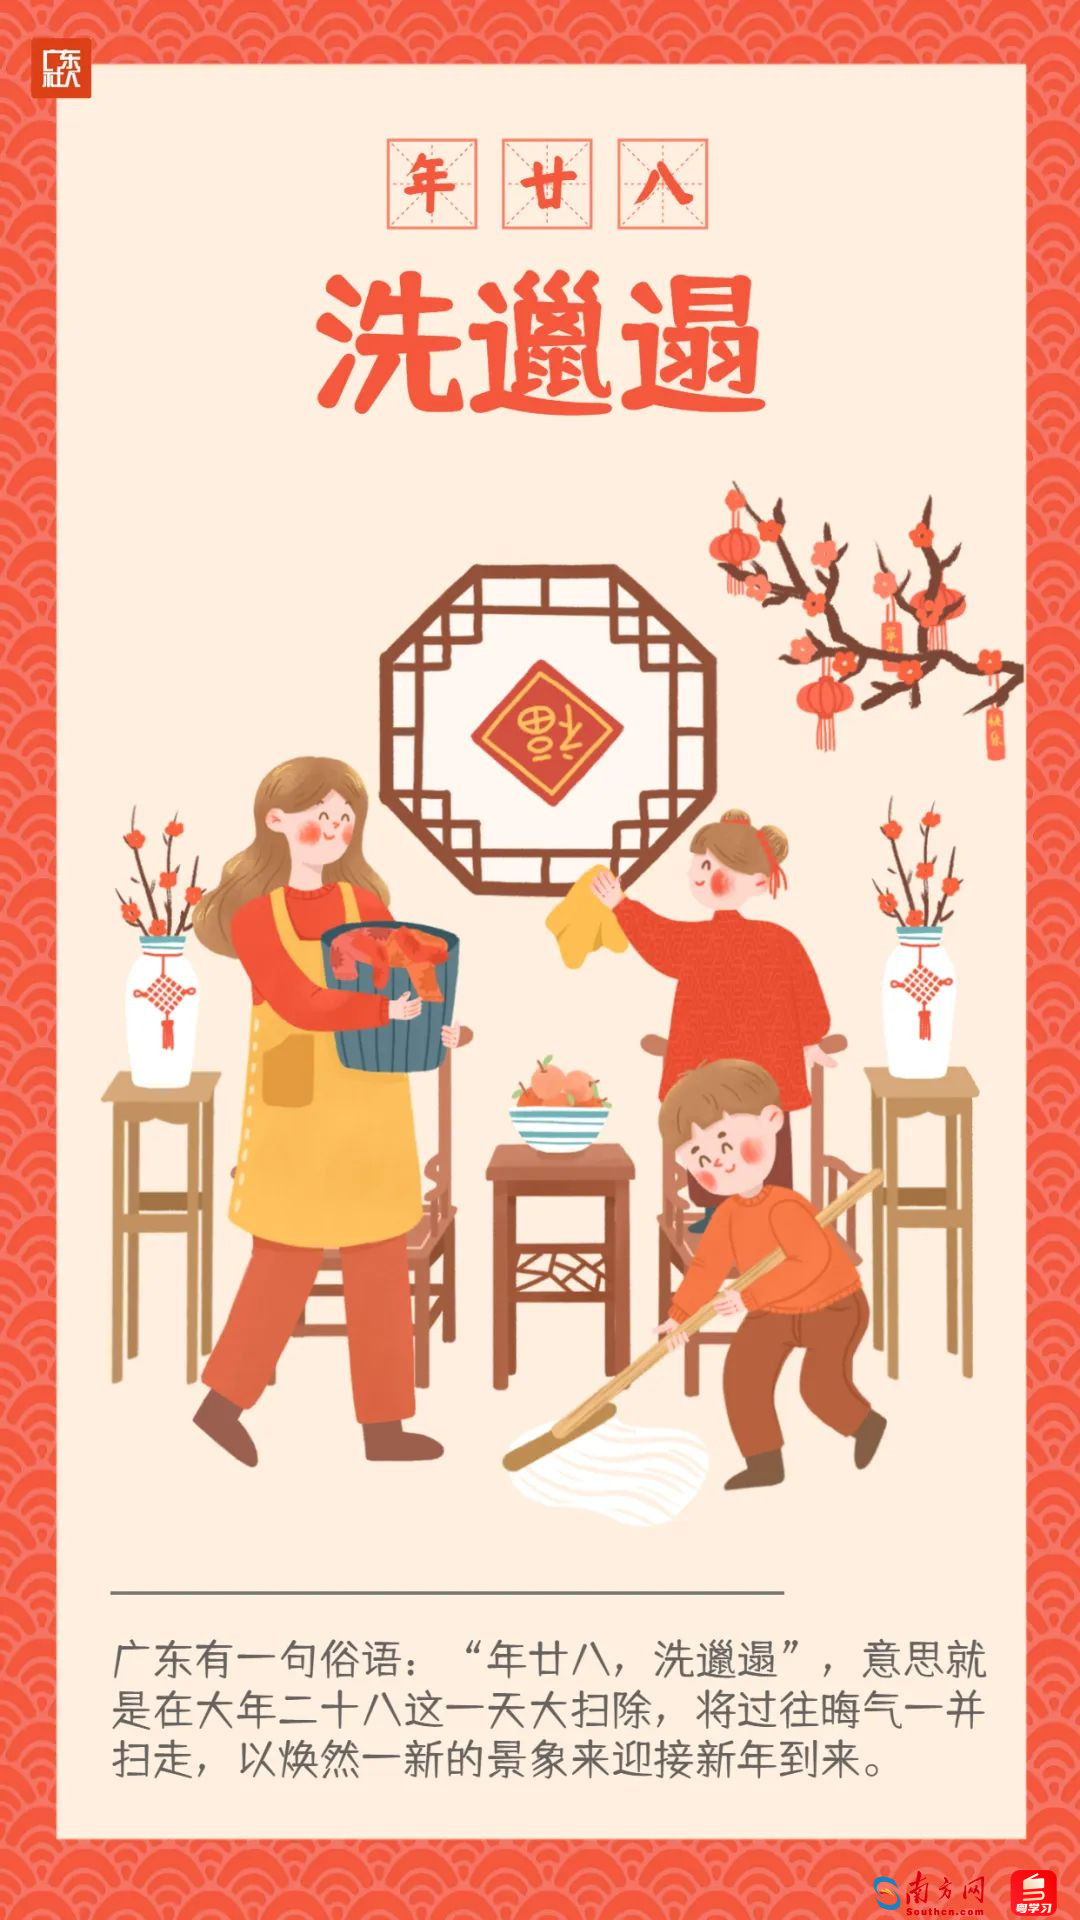 广东
社人
年廿八
洗邋遢
福
快乐
广东有一句俗语：“年廿八，洗邋遢”，意思就
是在大年二十八这一天大扫除，将过往晦气一并
扫走，以焕然一新的景象来迎接新年到来。
南方网
Southcn.com
粤学习